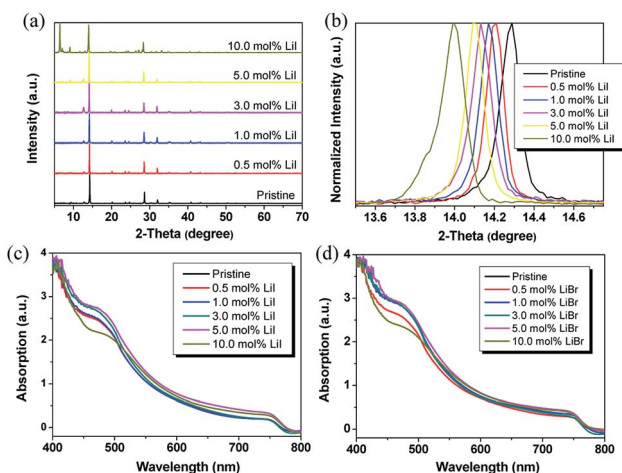 (a)
Intensity (a.u.)
10.0 mol% LiI
5.0 mol% LiI
3.0 mol% LiI
1.0 mol% LiI
0.5 mol% LiI
Pristine
10 20 30 40 50 60 70
2-Theta (degree)
(b)
Normalized Intensity (a.u.)
Pristine
0.5 mol% LiI
1.0 mol% LiI
3.0 mol% LiI
5.0 mol% LiI
10.0 mol% LiI
13.6 13.8 14.0 14.2 14.4 14.6
2-Theta (degree)
(c)
Absorption (a.u.)
4
3
2
1
0
Pristine
0.5 mol% LiI
1.0 mol% LiI
3.0 mol% LiI
5.0 mol% LiI
10.0 mol% LiI
400 500 600 700 800
Wavelength (nm)
(d)
Absorption (a.u.)
4
3
2
1
0
Pristine
0.5 mol% LiBr
1.0 mol% LiBr
3.0 mol% LiBr
5.0 mol% LiBr
10.0 mol% LiBr
400 500 600 700 800
Wavelength (nm)